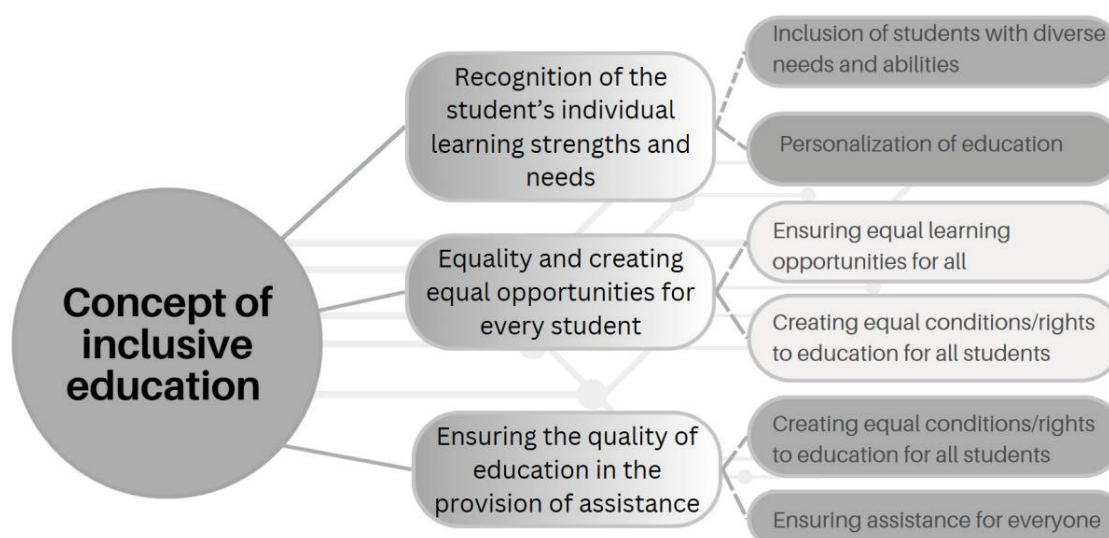 Concept of
inclusive
education
Recognition of the
student’s individual
learning strengths and
needs
Inclusion of students with diverse
needs and abilities
Personalization of education
Equality and creating
equal opportunities for
every student
Ensuring equal learning
opportunities for all
Creating equal conditions/rights
to education for all students
Ensuring the quality of
education in the
provision of assistance
Creating equal conditions/rights
to education for all students
Ensuring assistance for everyone